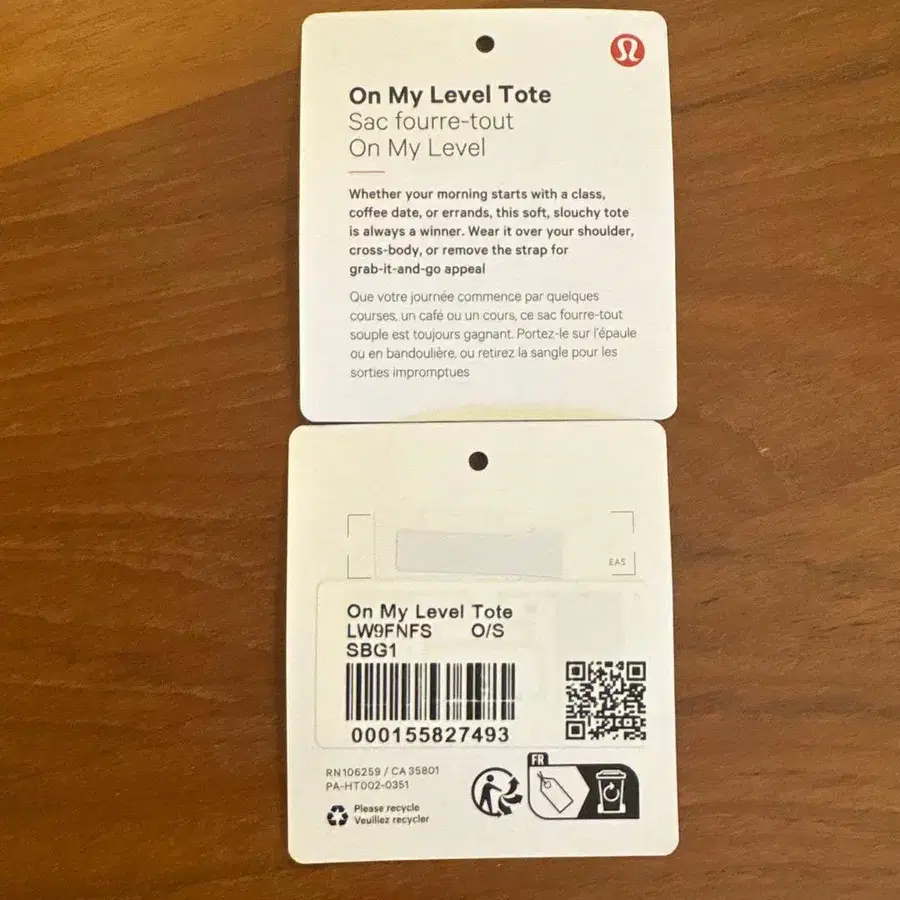 On My Level Tote
Sac fourre-tout
On My Level
Whether your morning starts with a class,
coffee date, or errands, this soft, slouchy tote
is always a winner. Wear it over your shoulder,
cross-body, or remove the strap for
grab-it-and-go appeal
Que votre journée commence par quelques
courses, un café ou un cours, ce sac fourre-tout
souple est toujours gagnant. Portez-le sur l'épaule
ou en bandoulière, ou retirez la sangle pour les
sorties impromptues
EAS
On My Level Tote
LW9FNFS O/S
SBG1
000155827493
RN106259 / CA35801
PA-HT002-0351
Please recycle
Veuillez recycler
FR